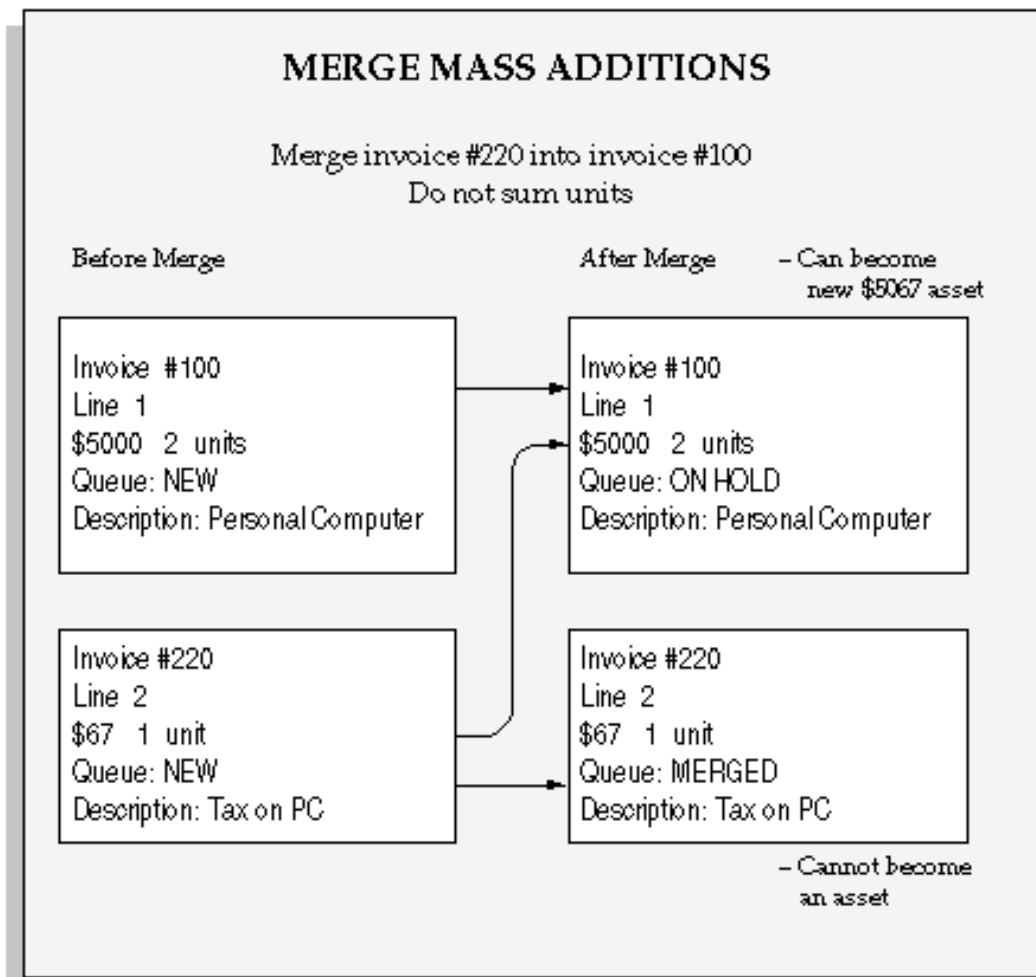 MERGE MASS ADDITIONS
Merge invoice #220 into invoice #100
Do not sum units
Before Merge
After Merge
– Can become
new $5067 asset
Invoice #100
Line 1
$5000 2 units
Queue: NEW
Description: Personal Computer
Invoice #100
Line 1
$5000 2 units
Queue: ON HOLD
Description: Personal Computer
Invoice #220
Line 2
$67 1 unit
Queue: NEW
Description: Tax on PC
Invoice #220
Line 2
$67 1 unit
Queue: MERGED
Description: Tax on PC
– Cannot become
an asset